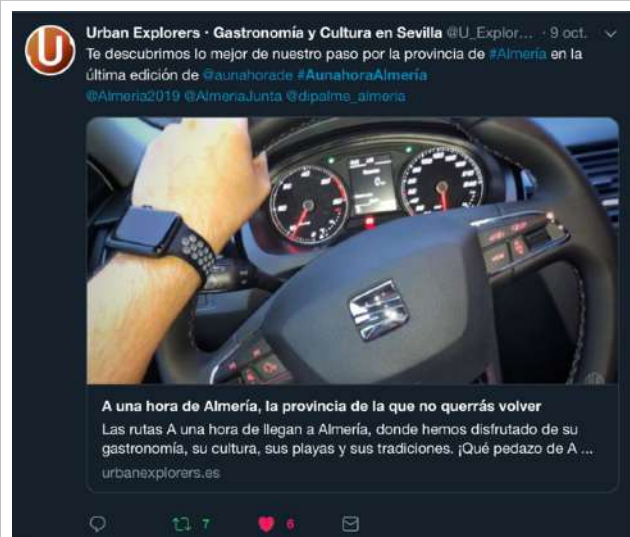 Urban Explorers · Gastronomía y Cultura en Sevilla @U_Explor... · 9 oct.
Te descubrimos lo mejor de nuestro paso por la provincia de #Almería en la
última edición de @aunahorade #AunahoraAlmería
@Almeria2019 @AlmeriaJunta @dipalme_almeria
A una hora de Almería, la provincia de la que no querrás volver
Las rutas A una hora de llegan a Almería, donde hemos disfrutado de su
gastronomía, su cultura, sus playas y sus tradiciones. ¡Qué pedazo de A ...
urbanexplorers.es
7 6